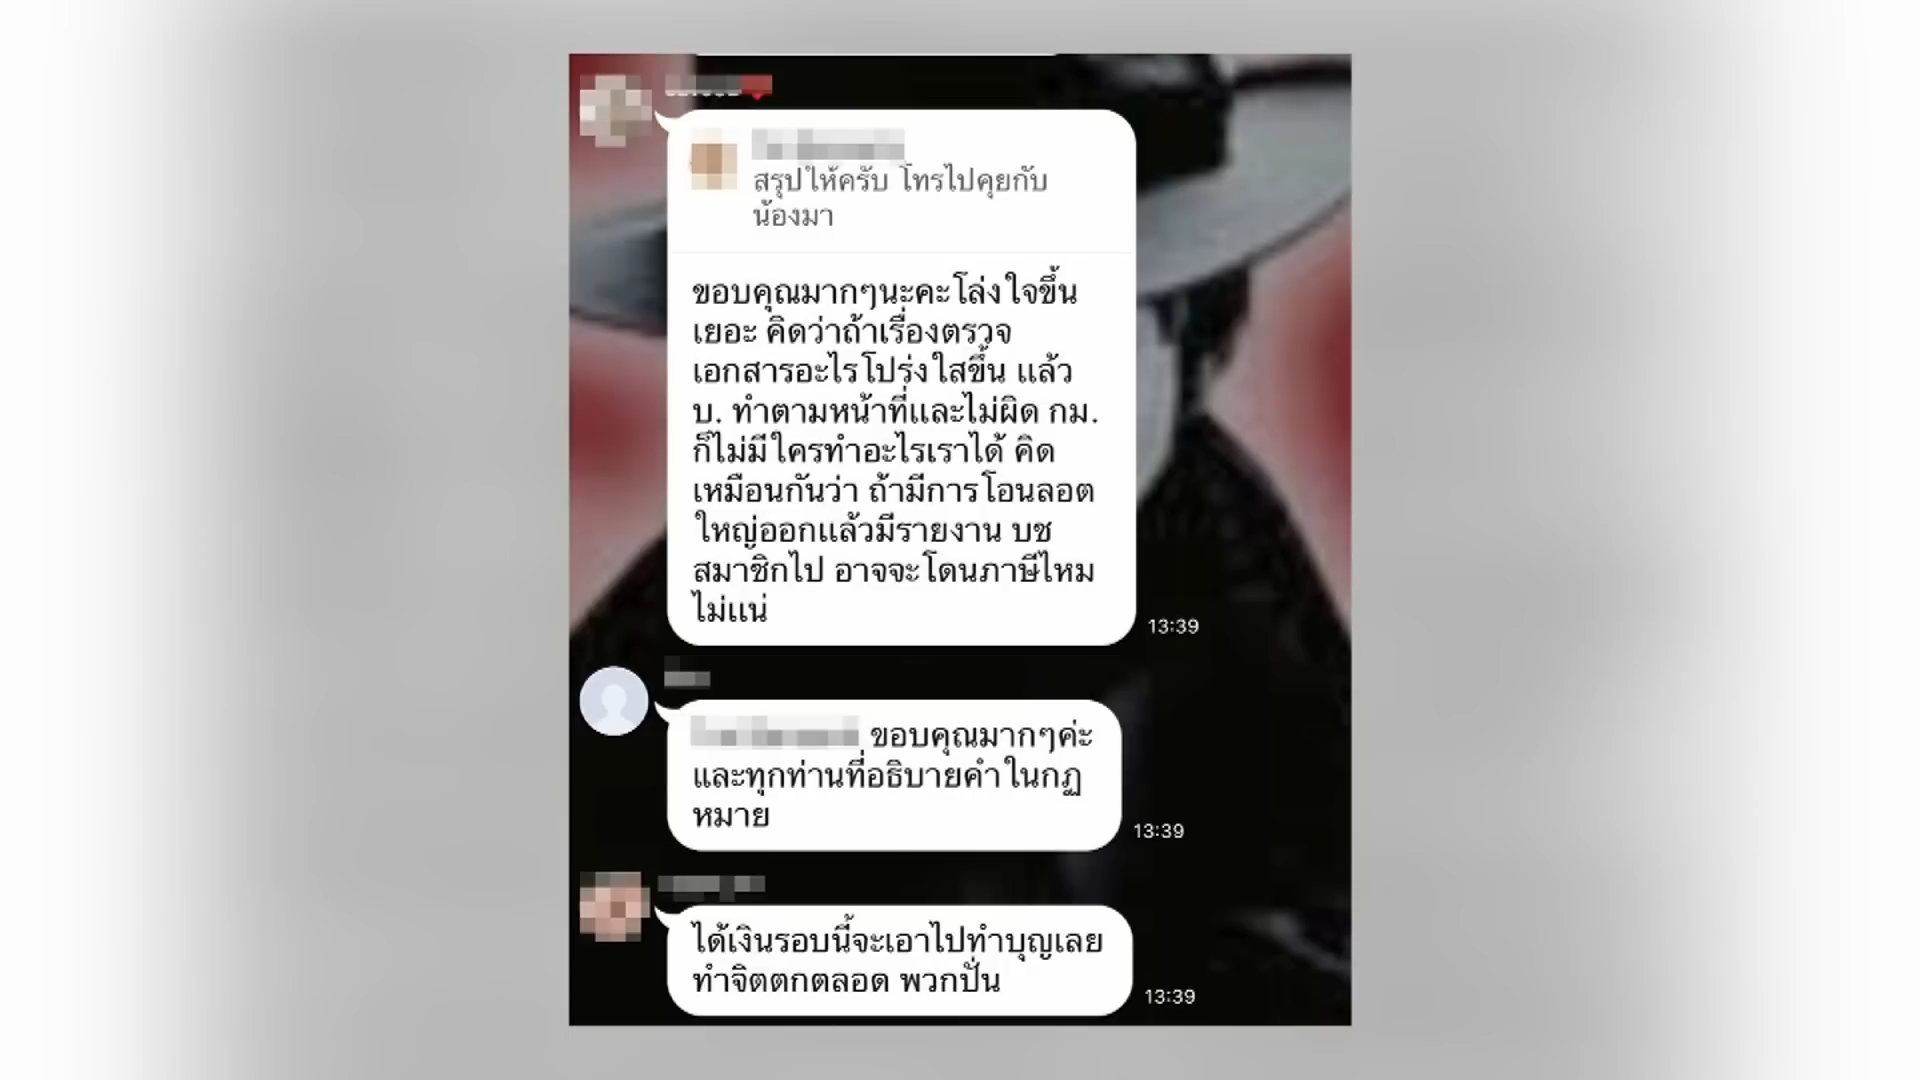 สรุปให้ครับ โทรไปคุยกับ
น้องมา
ขอบคุณมากๆนะคะโล่งใจขึ้น
เยอะ คิดว่าถ้าเรื่องตรวจ
เอกสารอะไรโปร่งใสขึ้น แล้ว
บ. ทำตามหน้าที่และไม่ผิด กม.
ก็ไม่มีใครทำอะไรเราได้ คิด
เหมือนกันว่า ถ้ามีการโอนลอต
ใหญ่ออกแล้วมีรายงาน บช
สมาชิกไป อาจจะโดนภาษีไหม
ไม่แน่
13:39
ขอบคุณมากๆค่ะ
และทุกท่านที่อธิบายคำในกฏ
หมาย
13:39
ได้เงินรอบนี้จะเอาไปทำบุญเลย
ทำจิตตกตลอด พวกปั่น
13:39